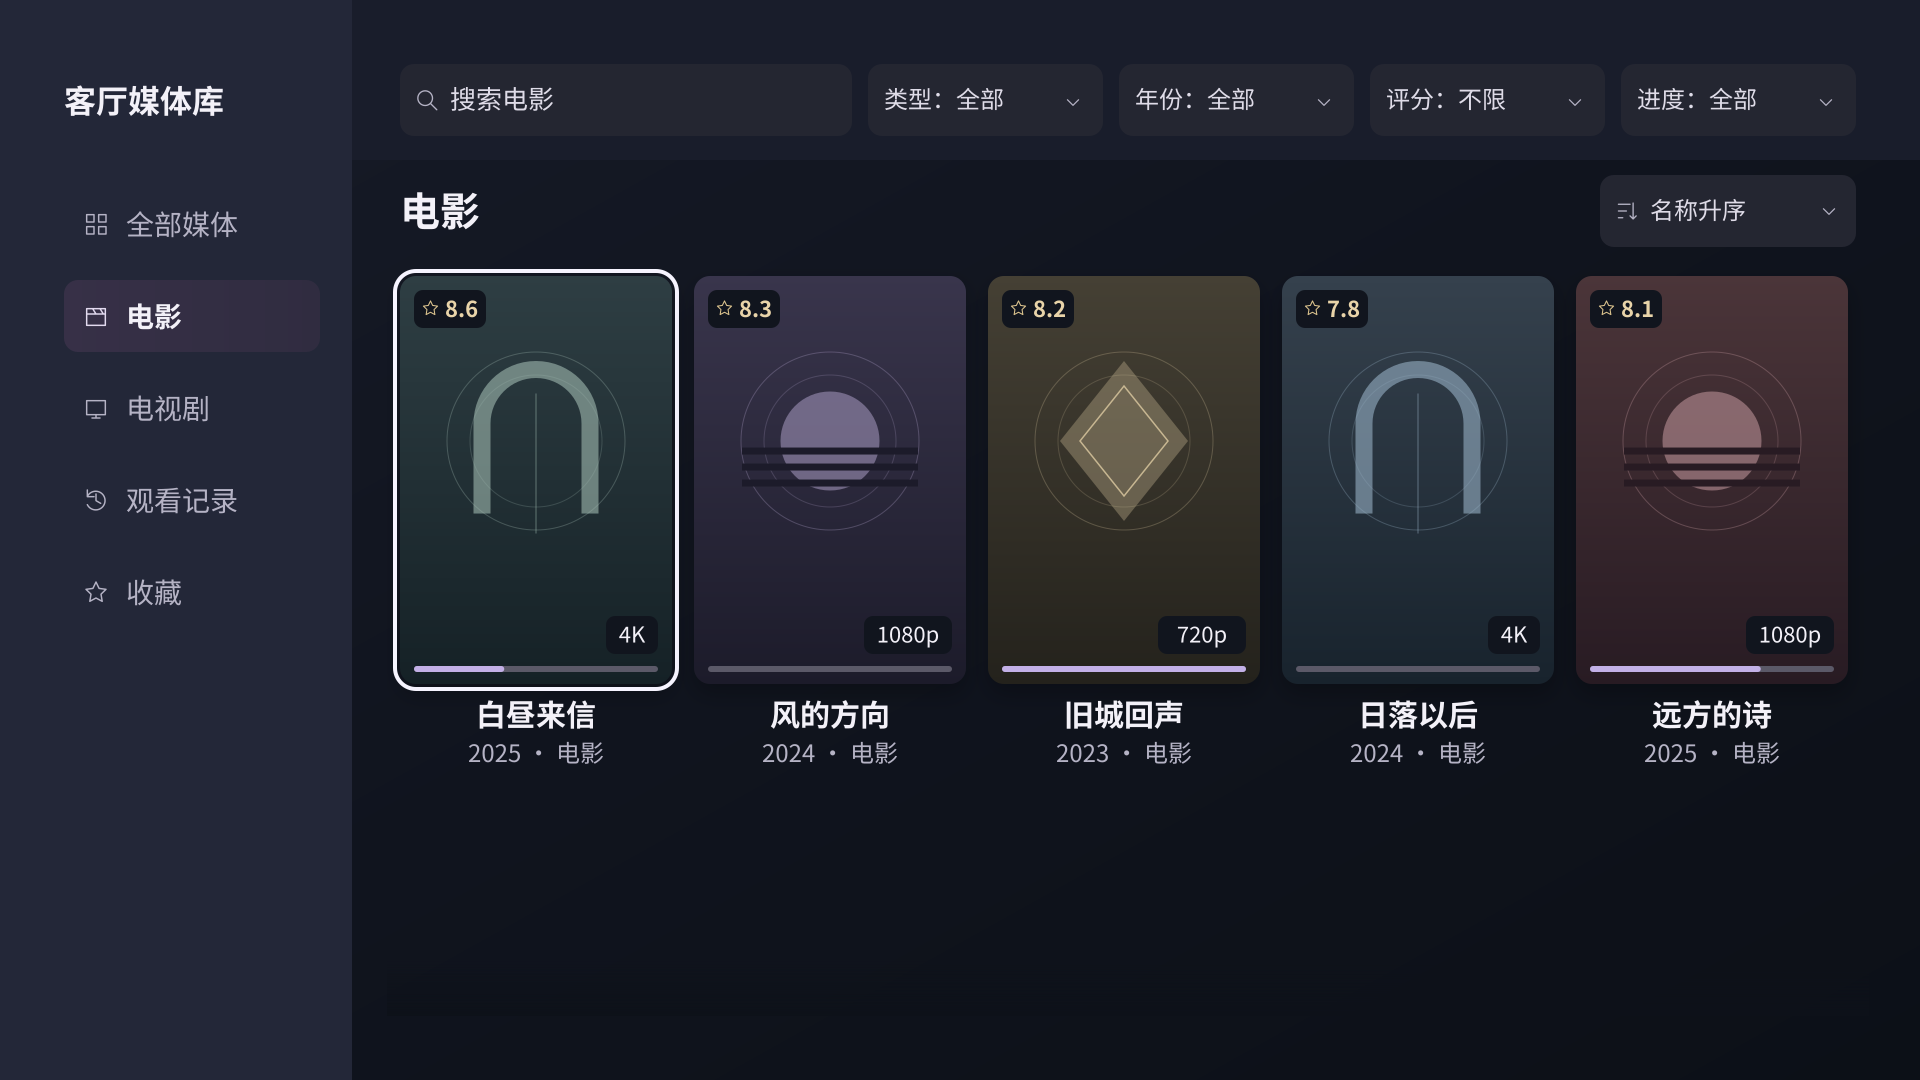 客厅媒体库
全部媒体
电影
电视剧
观看记录
收藏
搜索电影
类型：全部
年份：全部
评分：不限
进度：全部
电影
名称升序
8.6
4K
白昼来信
2025 · 电影
8.3
1080p
风的方向
2024 · 电影
8.2
720p
旧城回声
2023 · 电影
7.8
4K
日落以后
2024 · 电影
8.1
1080p
远方的诗
2025 · 电影